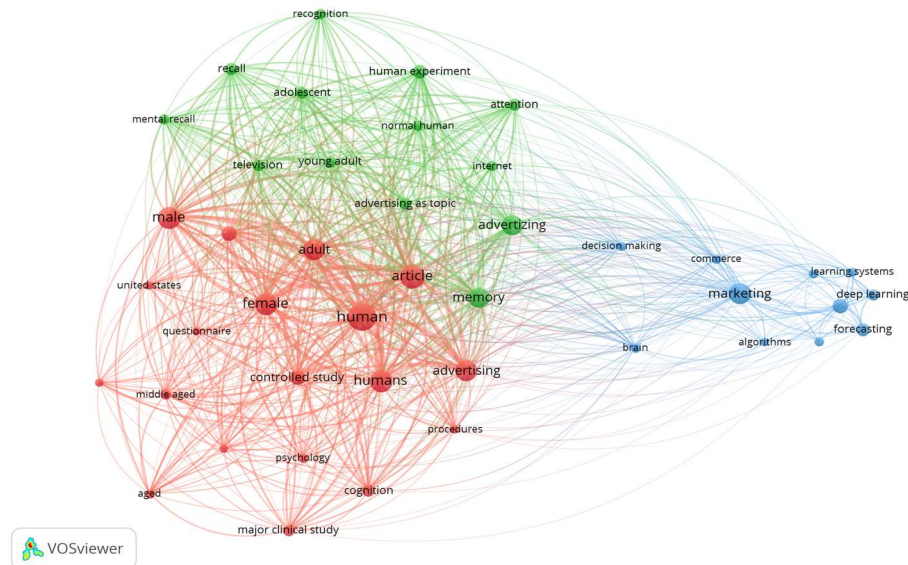 recognition
recall
human experiment
adolescent
attention
mental recall
normal human
television
young adult
internet
advertising as topic
male
advertizing
adult
decision making
commerce
article
learning systems
united states
female
memory
marketing
deep learning
human
questionnaire
forecasting
algorithms
brain
controlled study
humans
advertising
middle aged
procedures
psychology
aged
cognition
major clinical study
VOSviewer